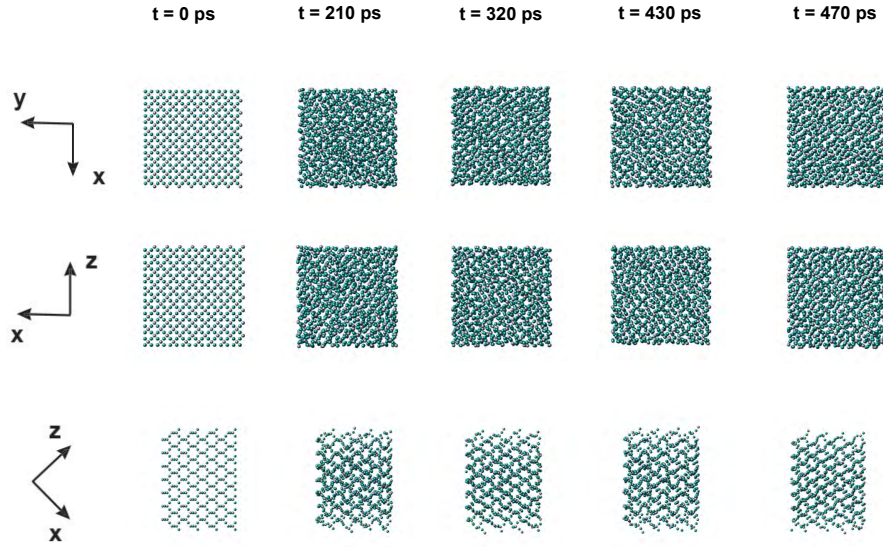 t = 0 ps t = 210 ps t = 320 ps t = 430 ps t = 470 ps
y
x
z
x
z
x